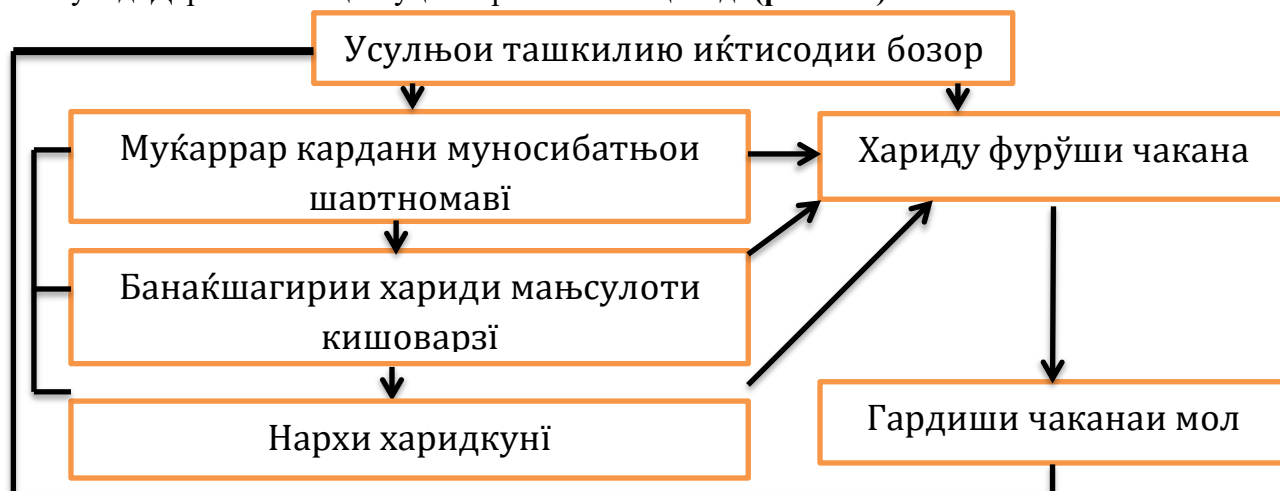 Усулњои ташкилию иќтисодии бозор
Муќаррар кардани муносибатњои
шартномавї
Хариду фурўши чакана
Банаќшагирии хариди мањсулоти
кишоварзї
Нархи харидкунї
Гардиши чаканаи мол